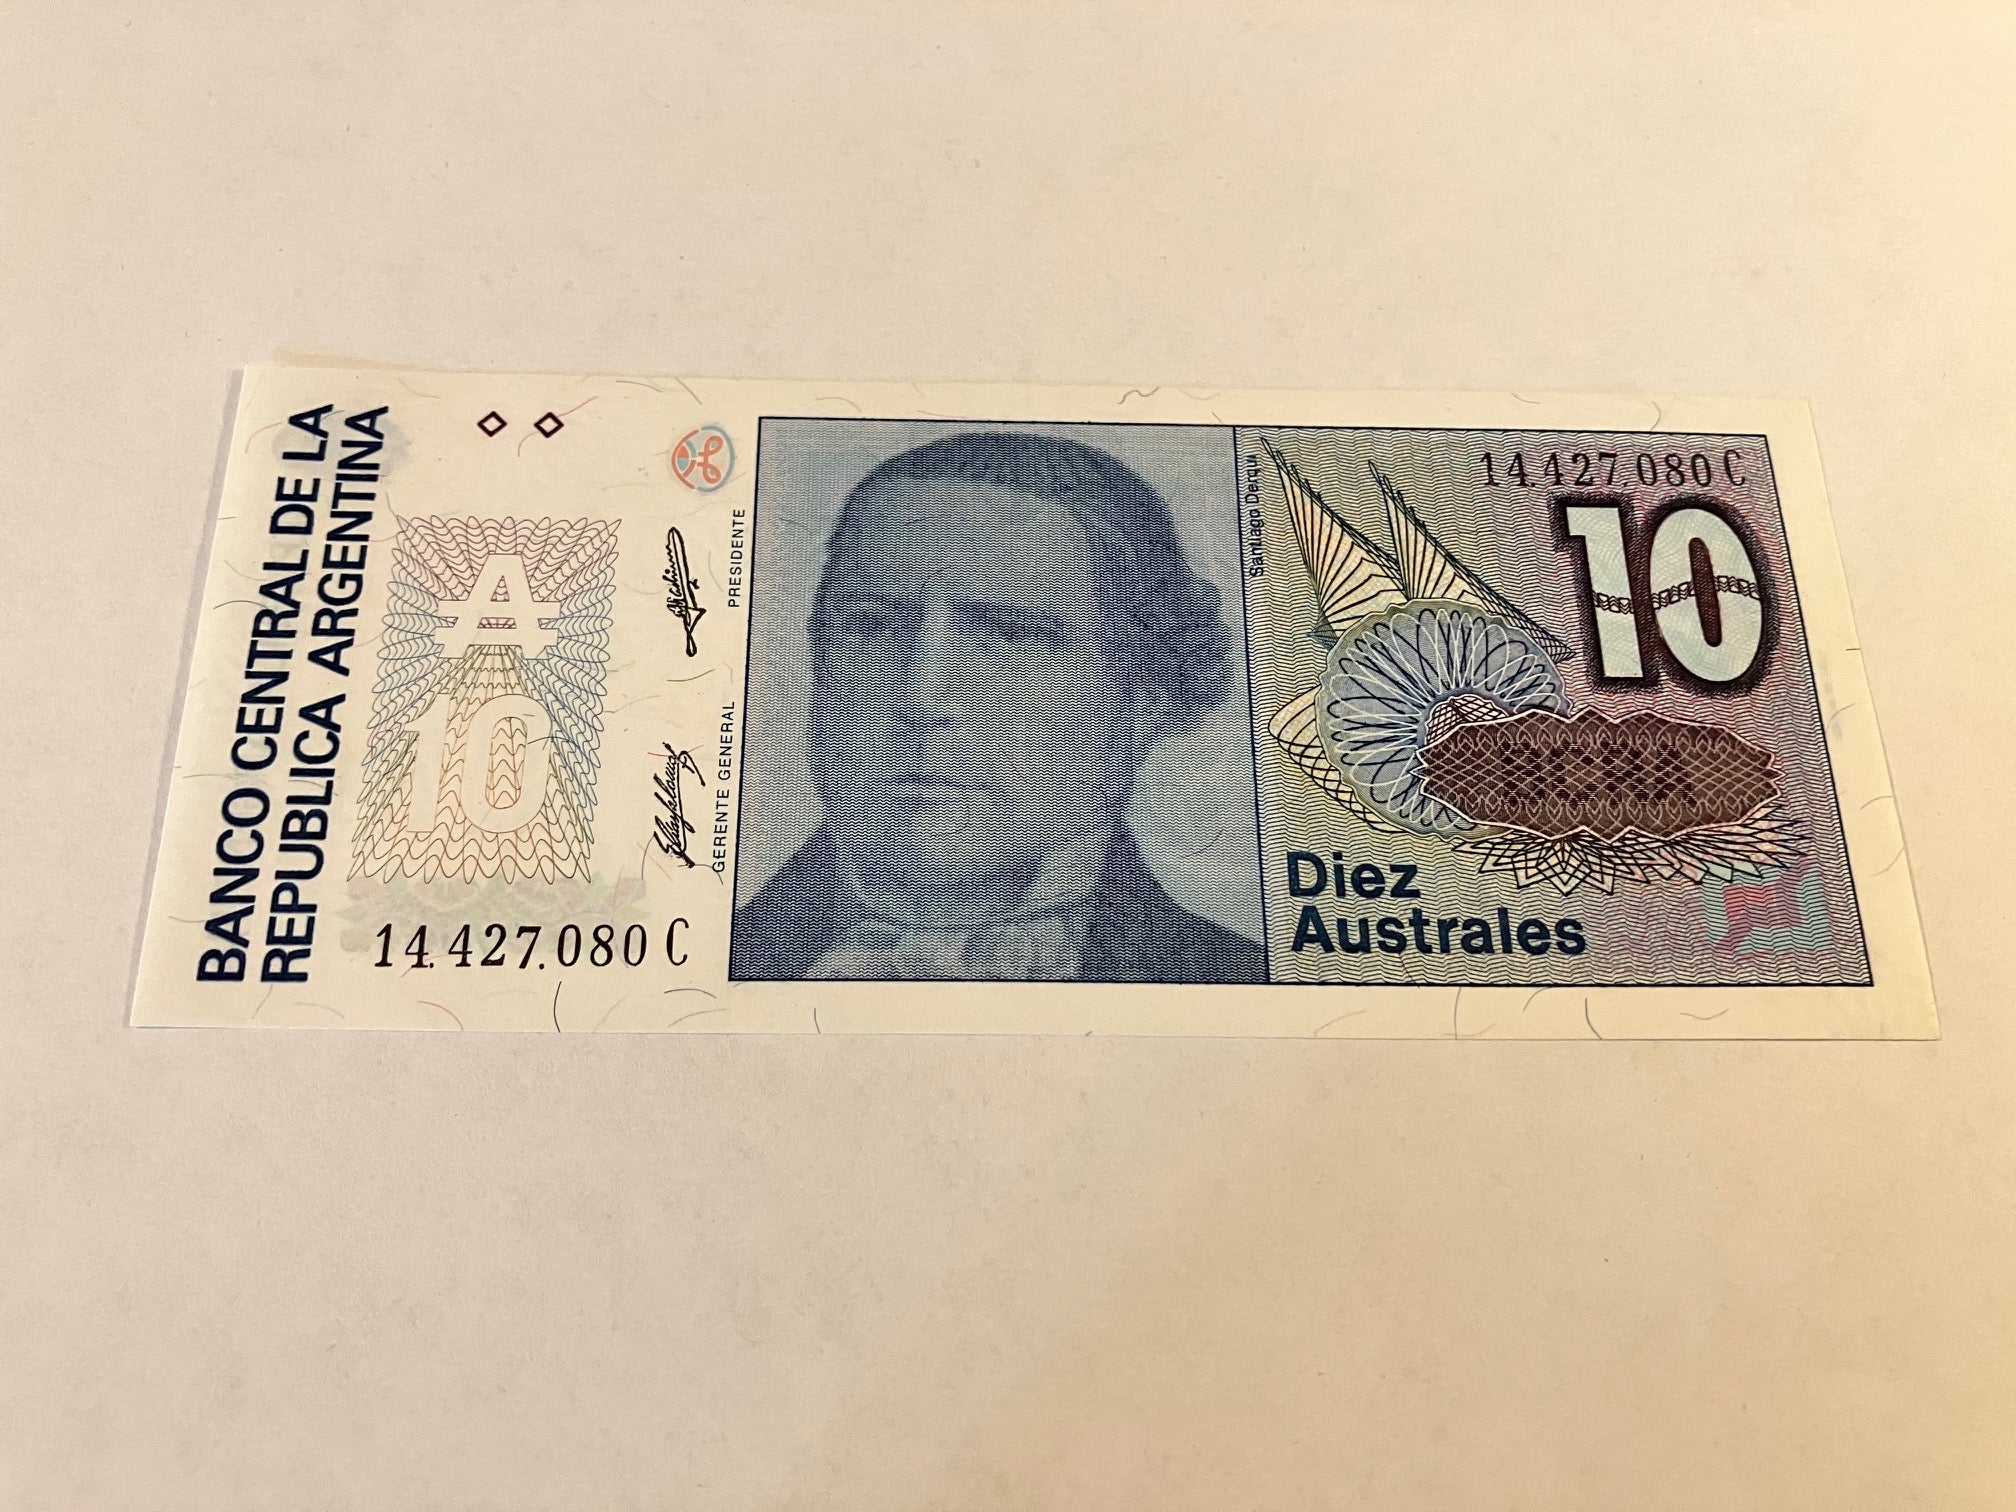 BANCO CENTRAL DE LA
REPUBLICA ARGENTINA
A
10
14.427.080 C
PRESIDENTE
GERENTE GENERAL
Santiago Derqui
14.427.080 C
10
BCRA
Diez
Australes